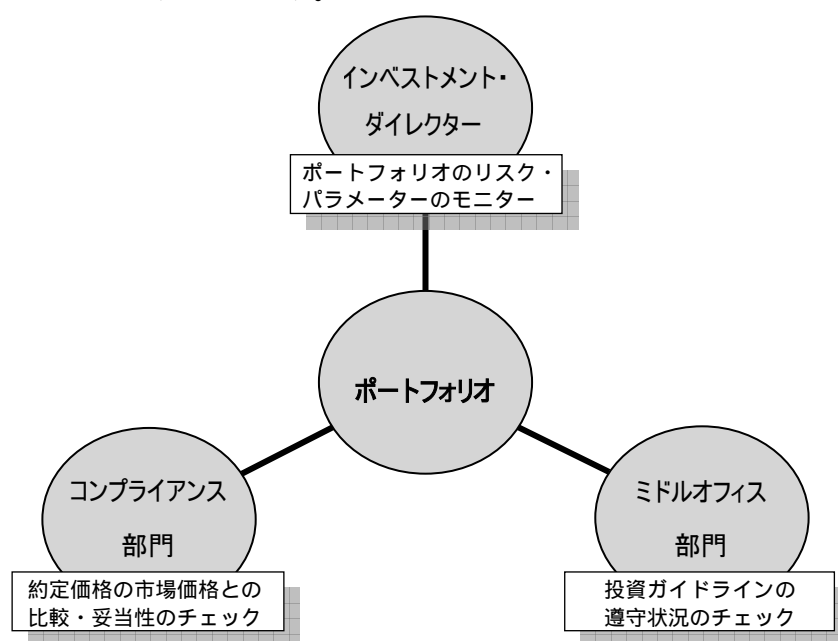 インベストメント・
ダイレクター
ポートフォリオのリスク・
パラメーターのモニター
ポートフォリオ
コンプライアンス
部門
約定価格の市場価格との
比較・妥当性のチェック
ミドルオフィス
部門
投資ガイドラインの
遵守状況のチェック